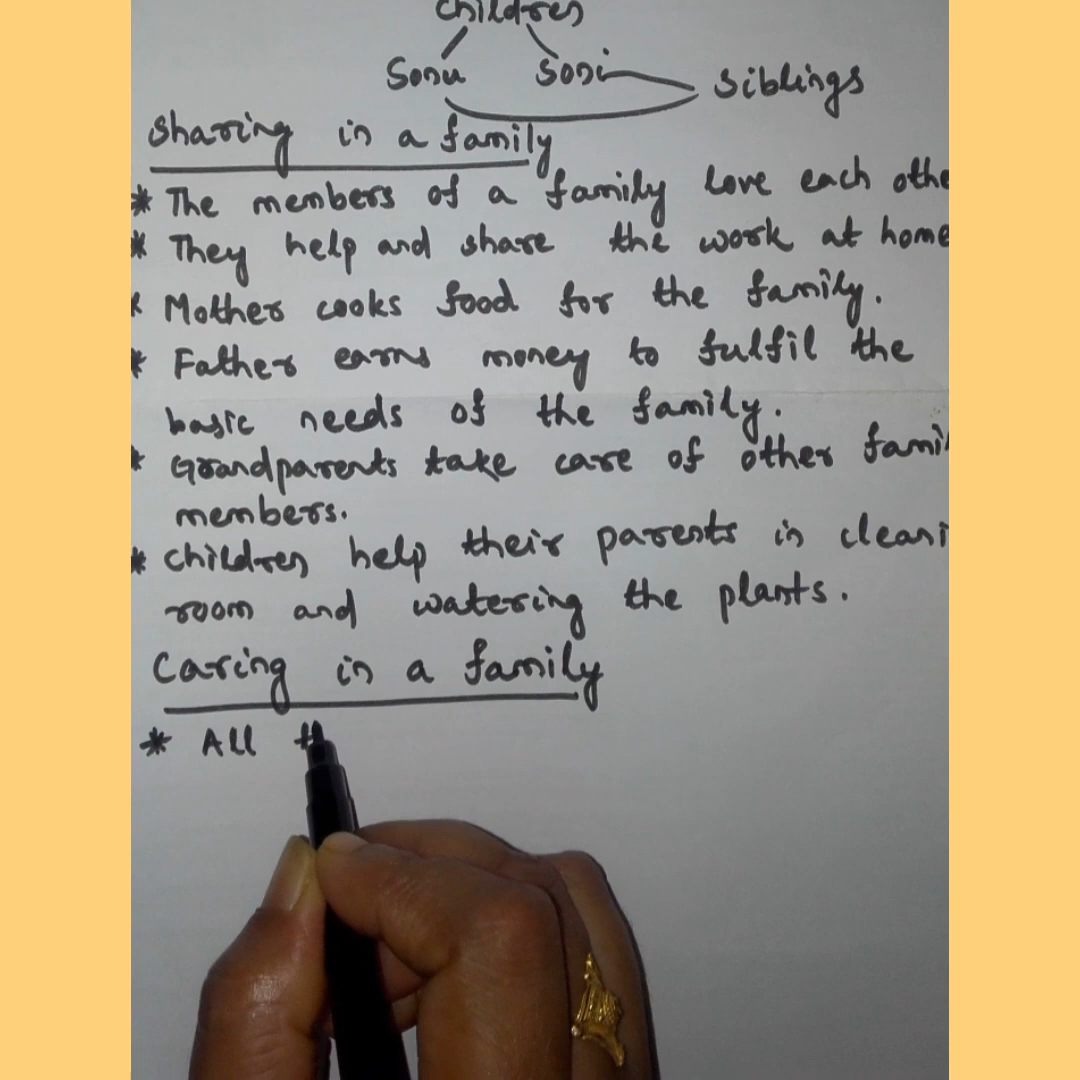 children
Sonu Soni siblings
Sharing in a family
* The members of a family love each othe
* They help and share the work at home
* Mother cooks food for the family.
* Father earns money to fulfil the
basic needs of the family.
* Grandparents take care of other fami
members.
* children help their parents in cleani
room and watering the plants.
Caring in a family
* All t